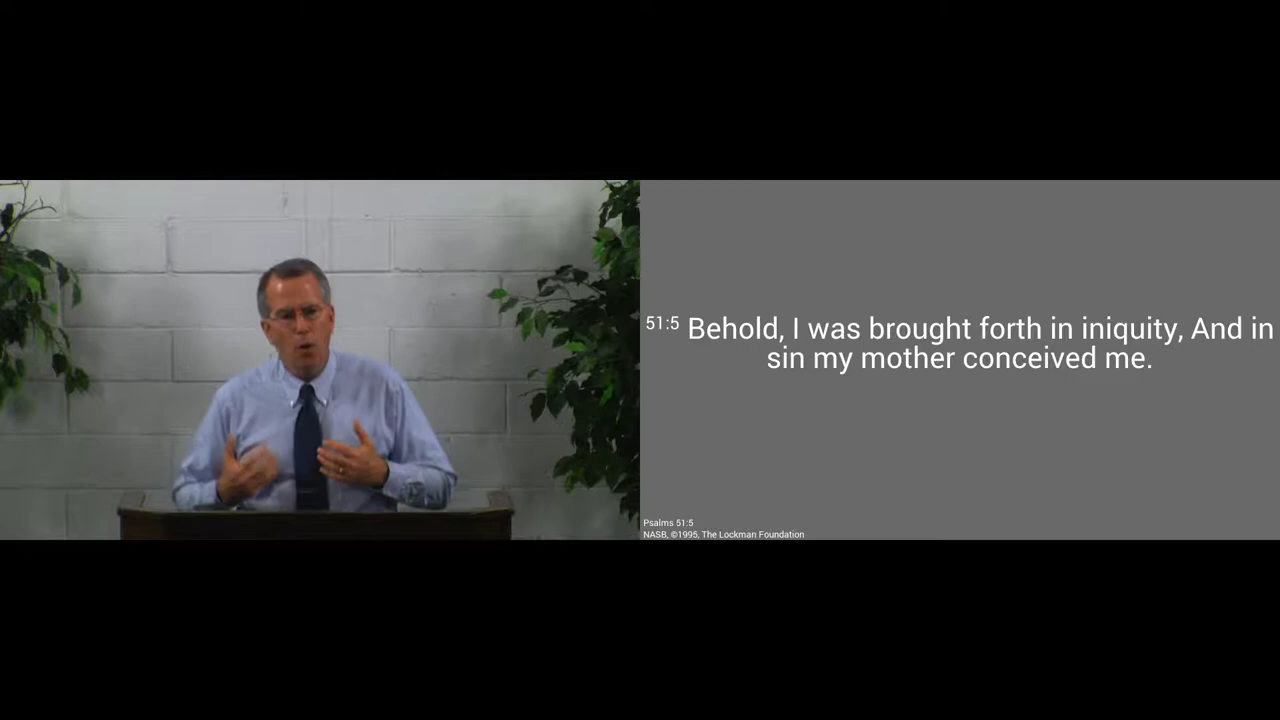 51:5 Behold, I was brought forth in iniquity, And in
sin my mother conceived me.
Psalms 51:5
NASB, ©1995, The Lockman Foundation